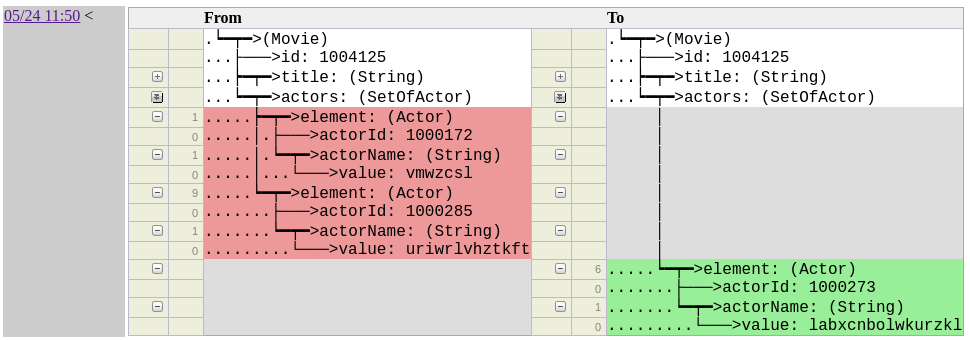 05/24 11:50 <
From To
.┗━┳━>(Movie) .┗━┳━>(Movie)
...┣━━━>id: 1004125 ...┣━━━>id: 1004125
...┣━┳━>title: (String) ...┣━┳━>title: (String)
...┗━┳━>actors: (SetOfActor) ...┗━┳━>actors: (SetOfActor)
1 .....┣━┳━>element: (Actor)
0 .....┃.┣━━━>actorId: 1000172
1 .....┃.┗━┳━>actorName: (String)
0 .....┃...┗━━━>value: vmwzcsl
9 .....┗━┳━>element: (Actor)
0 .......┣━━━>actorId: 1000285
1 .......┗━┳━>actorName: (String)
0 .........┗━━━>value: uriwrlvhztkft
6 .....┗━┳━>element: (Actor)
0 .......┣━━━>actorId: 1000273
1 .......┗━┳━>actorName: (String)
0 .........┗━━━>value: labxcnbolwkurzkl